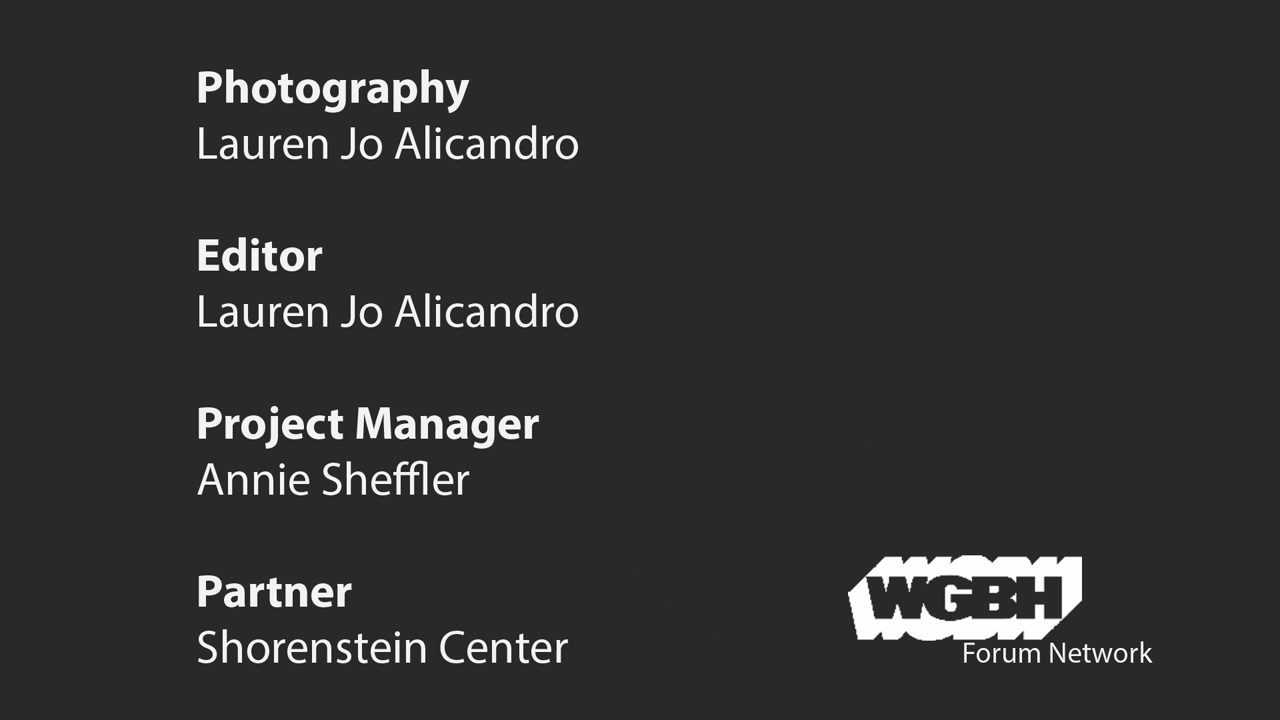 Photography
Lauren Jo Alicandro
Editor
Lauren Jo Alicandro
Project Manager
Annie Sheffler
Partner
Shorenstein Center
WGBH
Forum Network